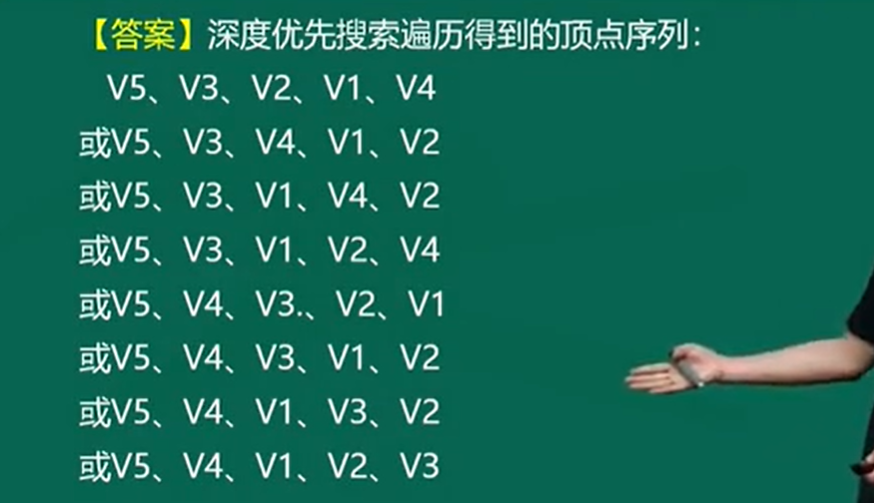 【答案】深度优先搜索遍历得到的顶点序列：
V5、V3、V2、V1、V4
或V5、V3、V4、V1、V2
或V5、V3、V1、V4、V2
或V5、V3、V1、V2、V4
或V5、V4、V3.、V2、V1
或V5、V4、V3、V1、V2
或V5、V4、V1、V3、V2
或V5、V4、V1、V2、V3